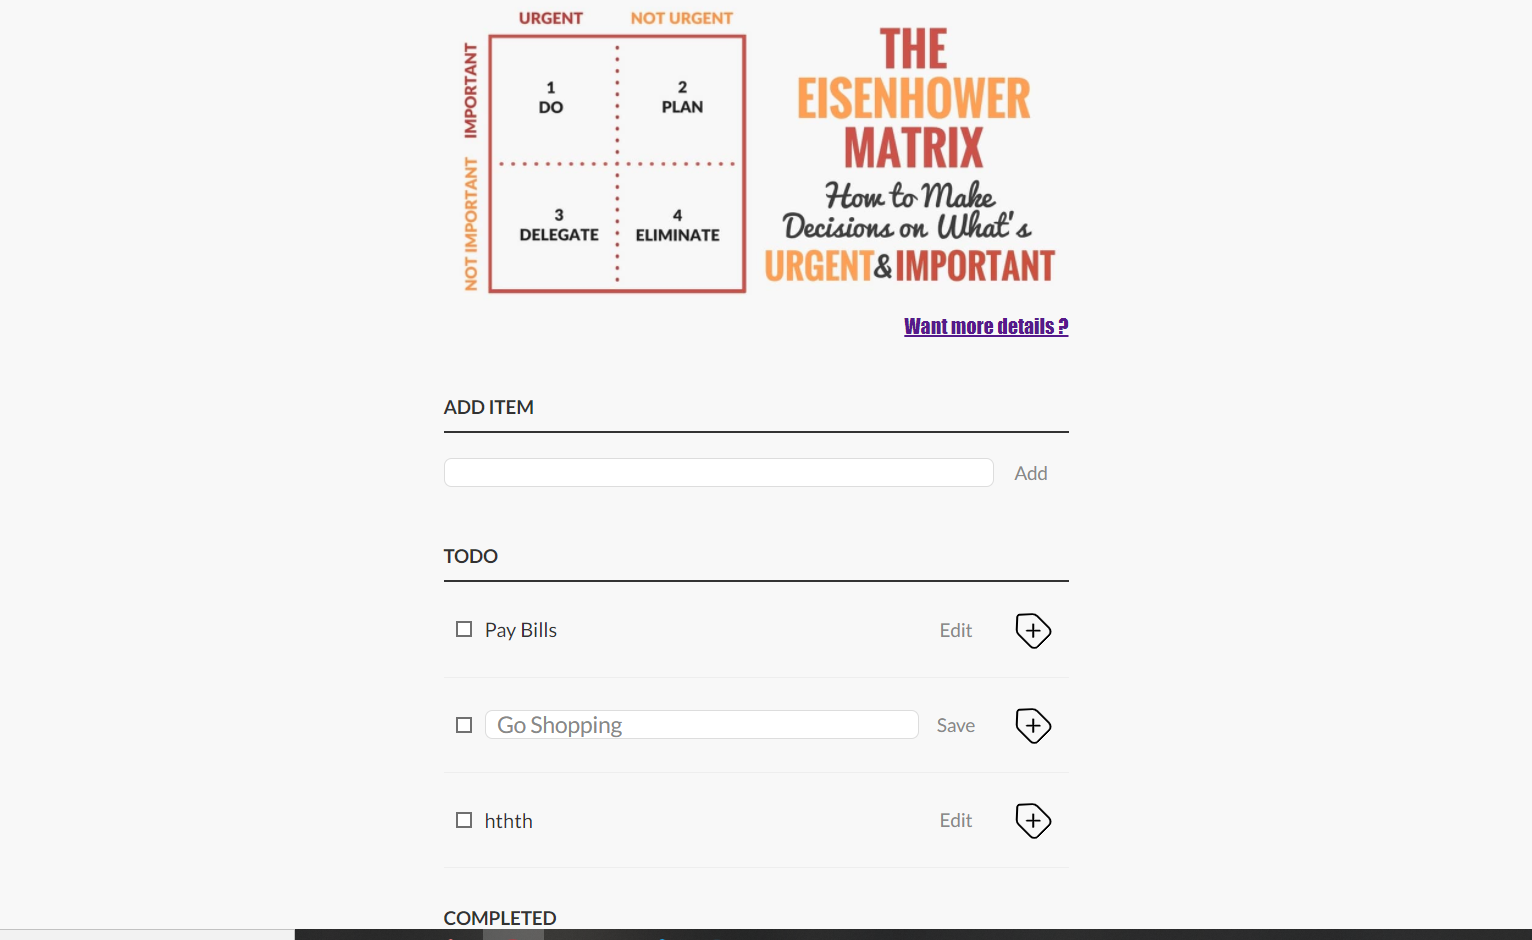 URGENT NOT URGENT
IMPORTANT
NOT IMPORTANT
1
DO
2
PLAN
3
DELEGATE
4
ELIMINATE
THE
EISENHOWER
MATRIX
How to Make
Decisions on What's
URGENT&IMPORTANT
Want more details ?
ADD ITEM
Add
TODO
Pay Bills Edit
Go Shopping Save
hthth Edit
COMPLETED